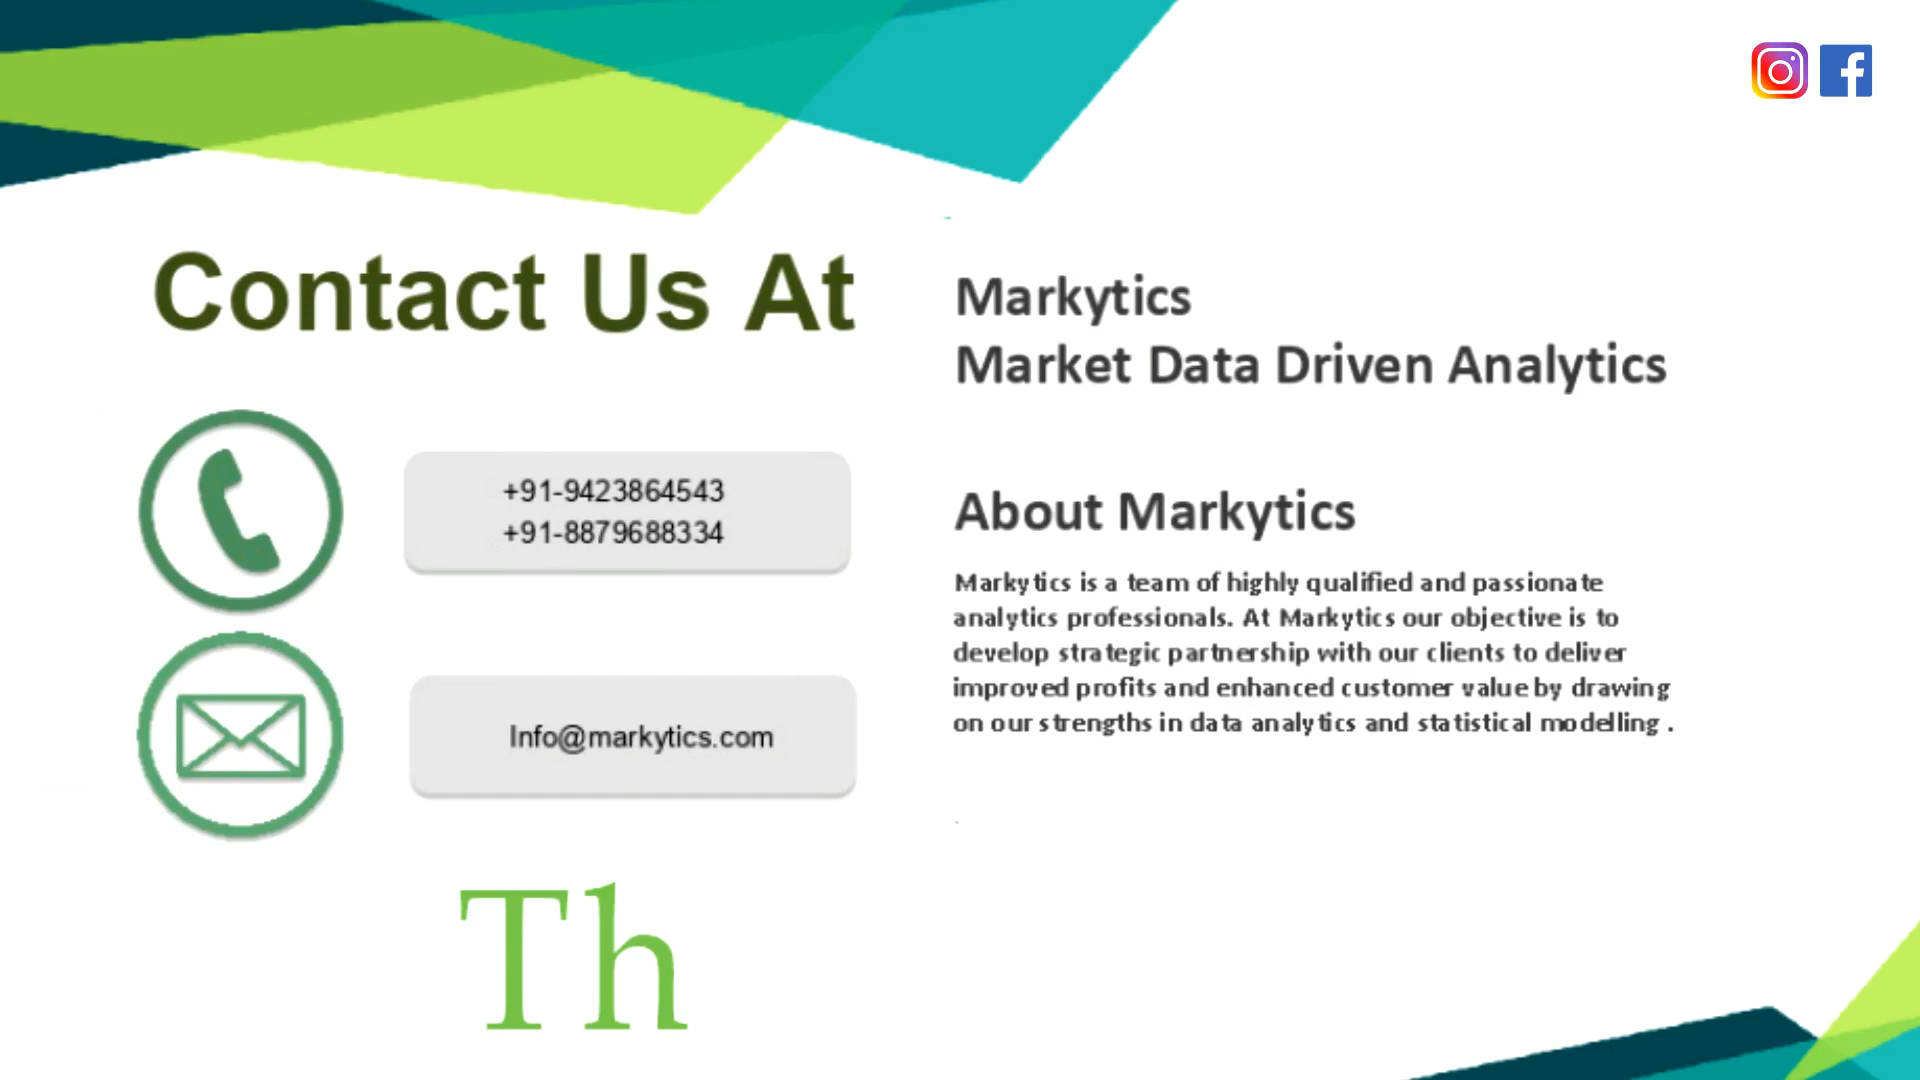 Contact Us At
+91-9423864543
+91-8879688334
Info@markytics.com
Markytics
Market Data Driven Analytics
About Markytics
Markytics is a team of highly qualified and passionate
analytics professionals. At Markytics our objective is to
develop strategic partnership with our clients to deliver
improved profits and enhanced customer value by drawing
on our strengths in data analytics and statistical modelling .
Th